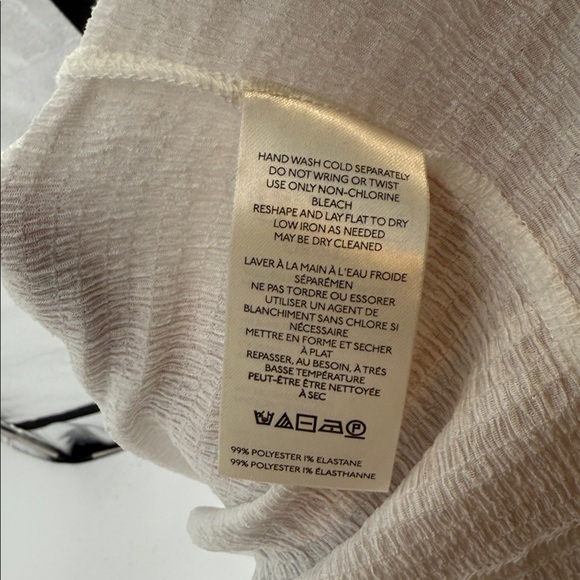 HAND WASH COLD SEPARATELY
DO NOT WRING OR TWIST
USE ONLY NON-CHLORINE
BLEACH
RESHAPE AND LAY FLAT TO DRY
LOW IRON AS NEEDED
MAY BE DRY CLEANED
LAVER À LA MAIN À L'EAU FROIDE
SÉPARÉMEN
NE PAS TORDRE OU ESSORER
UTILISER UN AGENT DE
BLANCHIMENT SANS CHLORE SI
NÉCESSAIRE
METTRE EN FORME ET SECHER
À PLAT
REPASSER, AU BESOIN, À TRÉS
BASSE TEMPÉRATURE
PEUT-ÊTRE ÊTRE NETTOYÉE
À SEC
P
99% POLYESTER 1% ELASTANE
99% POLYESTER 1% ÉLASTHANNE